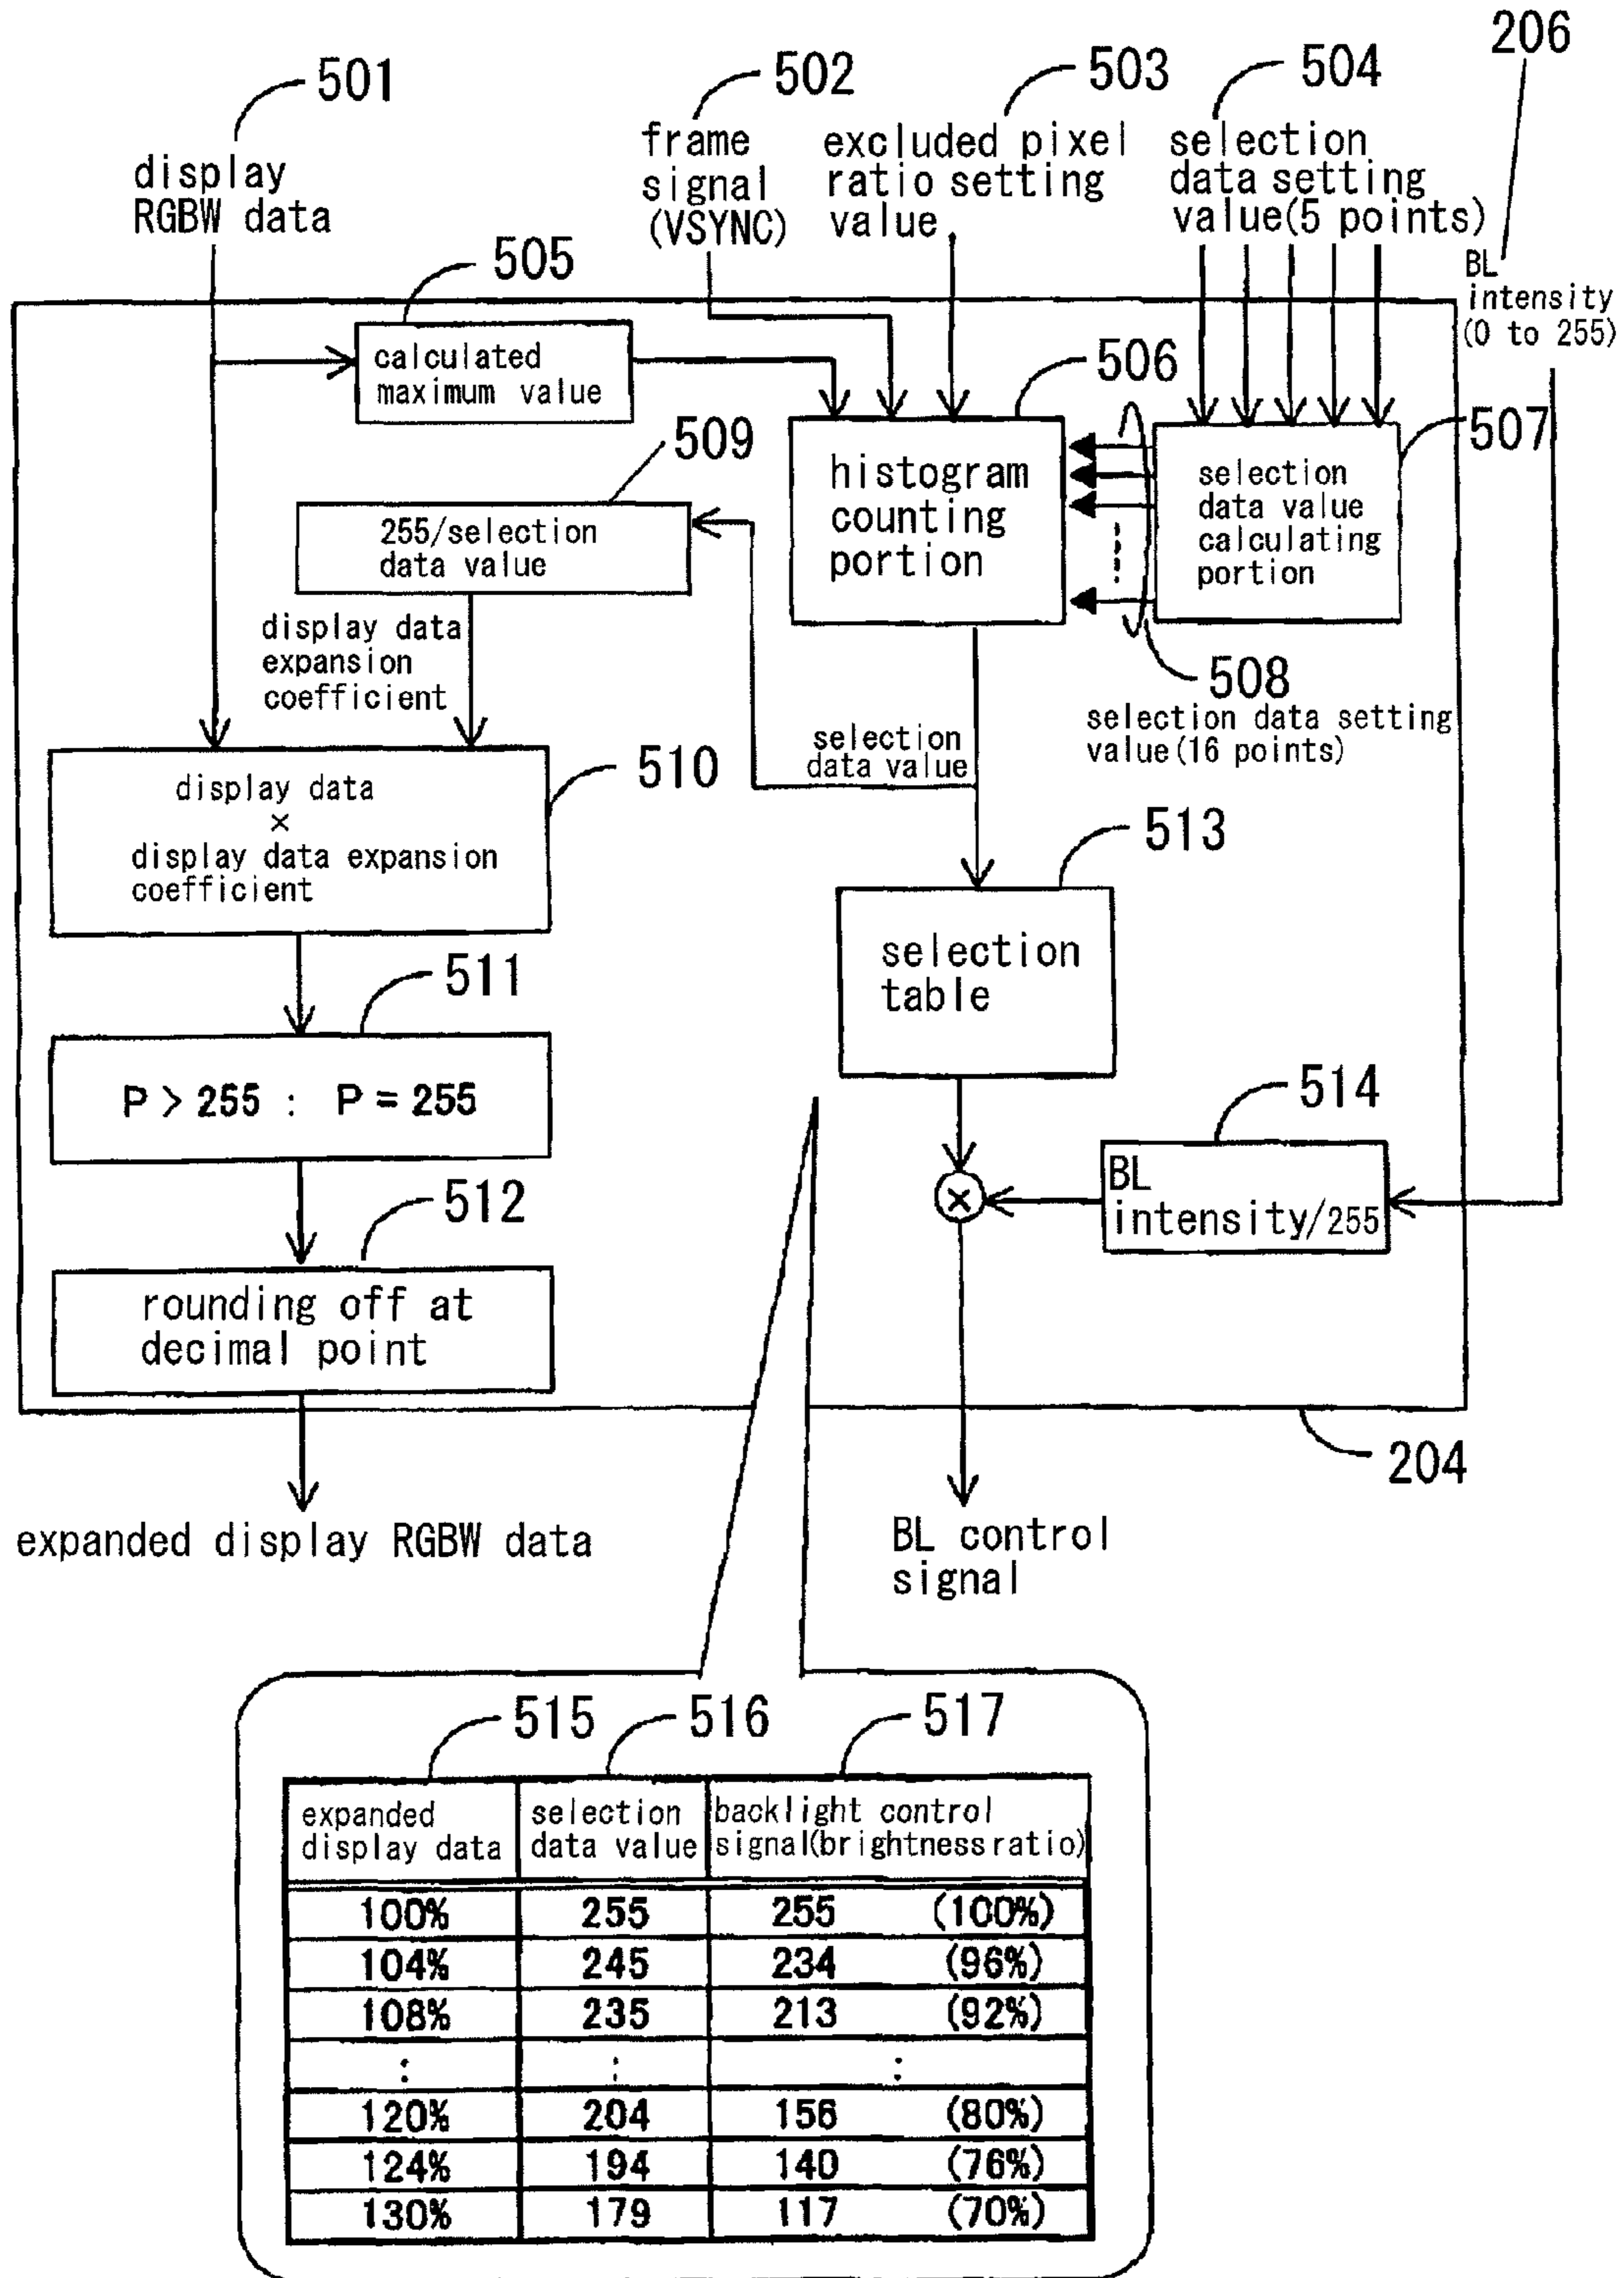 206
501
502
503
504
display
RGBW data
frame
signal
(VSYNC)
excluded pixel
ratio setting
value
selection
data setting
value(5 points)
BL
intensity
(0 to 255)
505
calculated
maximum value
506
507
509
histogram
counting
portion
selection
data value
calculating
portion
255/selection
data value
display data
expansion
coefficient
508
selection data setting
value(16 points)
selection
data value
510
display data
×
display data expansion
coefficient
513
selection
table
511
P > 255 : P = 255
514
BL
intensity/255
×
512
rounding off at
decimal point
204
expanded display RGBW data
BL control
signal
515 516 517
expanded
display data
selection
data value
backlight control
signal(brightness ratio)
100% 255 255 (100%)
104% 245 234 (96%)
108% 235 213 (92%)
: : :
120% 204 156 (80%)
124% 194 140 (76%)
130% 179 117 (70%)